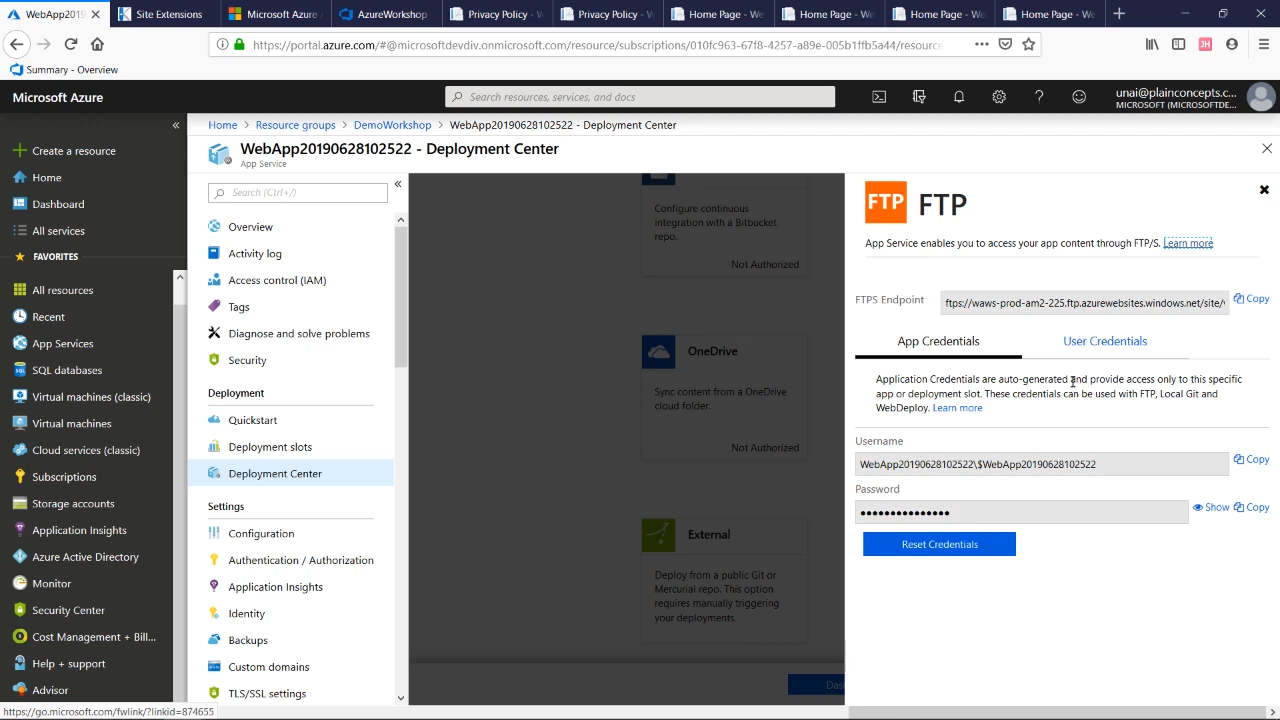 WebApp2019
Site Extensions
Microsoft Azure
AzureWorkshop
Privacy Policy - W
Privacy Policy - W
Home Page - We
Home Page - We
Home Page - We
Home Page - We
https://portal.azure.com/#@microsoftdevdiv.onmicrosoft.com/resource/subscriptions/010fc963-67f8-4257-a89e-005b1ffb5a44/resource
JH
Summary - Overview
Microsoft Azure
Search resources, services, and docs
unai@plainconcepts.c...
MICROSOFT (MICROSOFTDE...
Home > Resource groups > DemoWorkshop > WebApp20190628102522 - Deployment Center
WebApp20190628102522 - Deployment Center
App Service
Create a resource
Home
Dashboard
All services
FAVORITES
All resources
Recent
App Services
SQL databases
Virtual machines (classic)
Virtual machines
Cloud services (classic)
Subscriptions
Storage accounts
Application Insights
Azure Active Directory
Monitor
Security Center
Cost Management + Bill...
Help + support
Advisor
https://go.microsoft.com/fwlink/?linkid=874655
Search (Ctrl+/)
Overview
Activity log
Access control (IAM)
Tags
Diagnose and solve problems
Security
Deployment
Quickstart
Deployment slots
Deployment Center
Settings
Configuration
Authentication / Authorization
Application Insights
Identity
Backups
Custom domains
TLS/SSL settings
Configure continuous
integration with a Bitbucket
repo.
Not Authorized
OneDrive
Sync content from a OneDrive
cloud folder.
Not Authorized
External
Deploy from a public Git or
Mercurial repo. This option
requires manually triggering
your deployments.
Das
FTP FTP
App Service enables you to access your app content through FTP/S. Learn more
FTPS Endpoint
ftps://waws-prod-am2-225.ftp.azurewebsites.windows.net/site/
Copy
App Credentials
User Credentials
Application Credentials are auto-generated and provide access only to this specific
app or deployment slot. These credentials can be used with FTP, Local Git and
WebDeploy. Learn more
Username
WebApp20190628102522\$WebApp20190628102522
Copy
Password
•••••••••••••••
Show Copy
Reset Credentials